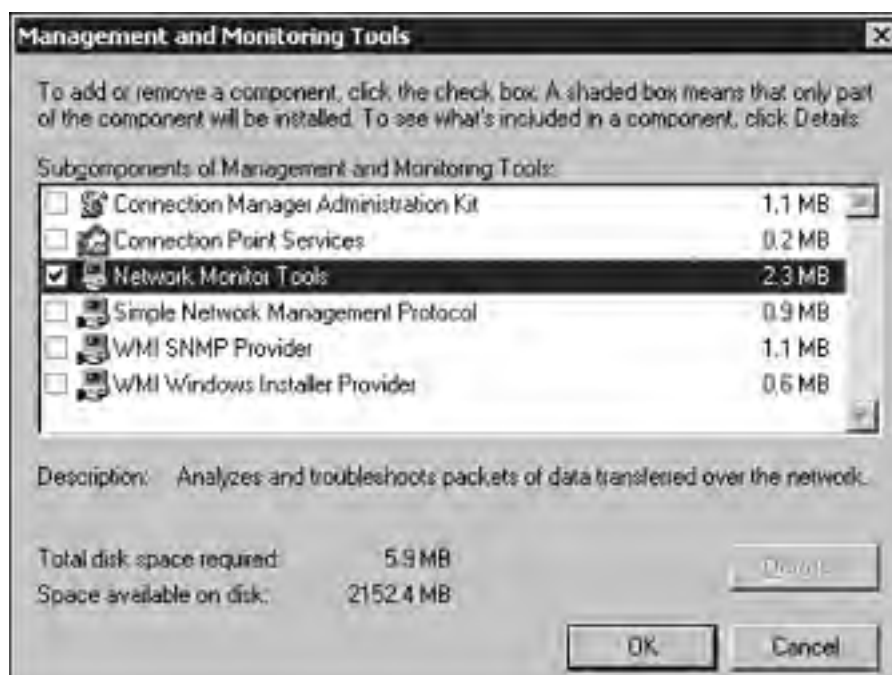 Management and Monitoring Tools
To add or remove a component, click the check box. A shaded box means that only part
of the component will be installed. To see what's included in a component, click Details.
Subcomponents of Management and Monitoring Tools:
Connection Manager Administration Kit 1.1 MB
Connection Point Services 0.2 MB
Network Monitor Tools 2.3 MB
Simple Network Management Protocol 0.9 MB
WMI SNMP Provider 1.1 MB
WMI Windows Installer Provider 0.6 MB
Description: Analyzes and troubleshoots packets of data transferred over the network.
Total disk space required: 5.9 MB
Space available on disk: 2152.4 MB
Details...
OK
Cancel